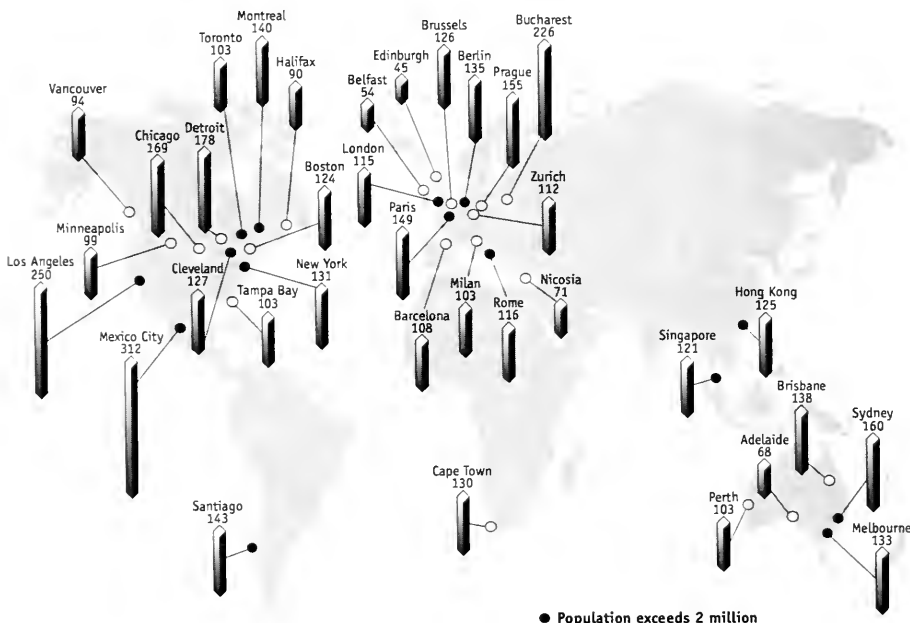 Montreal
140
Toronto
103
Halifax
90
Vancouver
94
Chicago
169
Detroit
178
Boston
124
Minneapolis
99
Los Angeles
250
Cleveland
127
Tampa Bay
103
New York
131
Mexico City
312
Santiago
143
Brussels
126
Bucharest
226
Edinburgh
45
Berlin
135
Belfast
54
Prague
155
London
115
Zurich
112
Paris
149
Barcelona
108
Milan
103
Rome
116
Nicosia
71
Cape Town
130
Hong Kong
125
Singapore
121
Brisbane
138
Sydney
160
Adelaide
68
Perth
103
Melbourne
133
Population exceeds 2 million